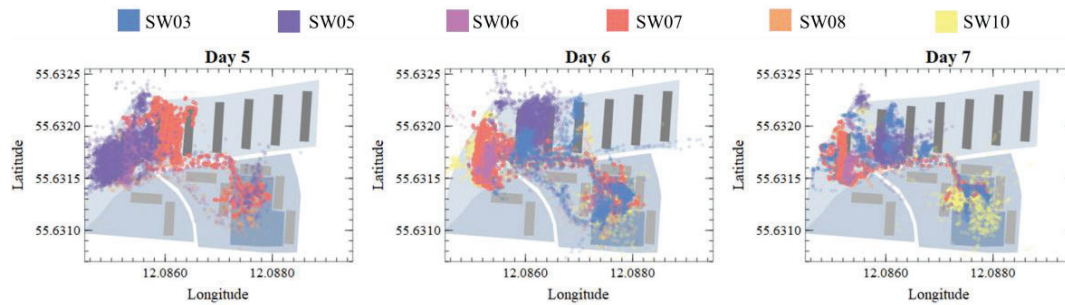 SW03 SW05 SW06 SW07 SW08 SW10
Day 5 Day 6 Day 7
55.6325 55.6325 55.6325
55.6320 55.6320 55.6320
Latitude Latitude Latitude
55.6315 55.6315 55.6315
55.6310 55.6310 55.6310
12.0860 12.0880 12.0860 12.0880 12.0860 12.0880
Longitude Longitude Longitude